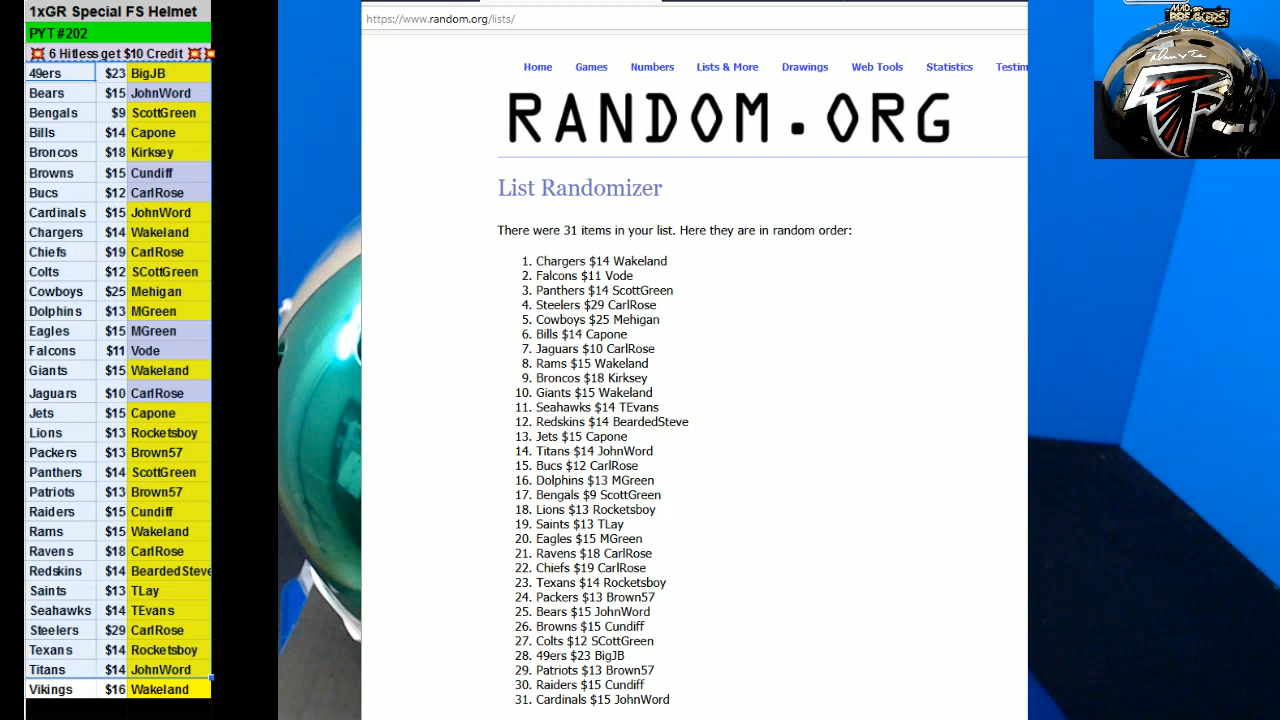 1xGR Special FS Helmet
PYT #202
💥 6 Hitless get $10 Credit 💥💥
49ers $23 BigJB
Bears $15 JohnWord
Bengals $9 ScottGreen
Bills $14 Capone
Broncos $18 Kirksey
Browns $15 Cundiff
Bucs $12 CarlRose
Cardinals $15 JohnWord
Chargers $14 Wakeland
Chiefs $19 CarlRose
Colts $12 SCottGreen
Cowboys $25 Mehigan
Dolphins $13 MGreen
Eagles $15 MGreen
Falcons $11 Vode
Giants $15 Wakeland
Jaguars $10 CarlRose
Jets $15 Capone
Lions $13 Rocketsboy
Packers $13 Brown57
Panthers $14 ScottGreen
Patriots $13 Brown57
Raiders $15 Cundiff
Rams $15 Wakeland
Ravens $18 CarlRose
Redskins $14 BeardedSteve
Saints $13 TLay
Seahawks $14 TEvans
Steelers $29 CarlRose
Texans $14 Rocketsboy
Titans $14 JohnWord
Vikings $16 Wakeland
https://www.random.org/lists/
Home Games Numbers Lists & More Drawings Web Tools Statistics Testim
RANDOM.ORG
List Randomizer
There were 31 items in your list. Here they are in random order:
1. Chargers $14 Wakeland
2. Falcons $11 Vode
3. Panthers $14 ScottGreen
4. Steelers $29 CarlRose
5. Cowboys $25 Mehigan
6. Bills $14 Capone
7. Jaguars $10 CarlRose
8. Rams $15 Wakeland
9. Broncos $18 Kirksey
10. Giants $15 Wakeland
11. Seahawks $14 TEvans
12. Redskins $14 BeardedSteve
13. Jets $15 Capone
14. Titans $14 JohnWord
15. Bucs $12 CarlRose
16. Dolphins $13 MGreen
17. Bengals $9 ScottGreen
18. Lions $13 Rocketsboy
19. Saints $13 TLay
20. Eagles $15 MGreen
21. Ravens $18 CarlRose
22. Chiefs $19 CarlRose
23. Texans $14 Rocketsboy
24. Packers $13 Brown57
25. Bears $15 JohnWord
26. Browns $15 Cundiff
27. Colts $12 SCottGreen
28. 49ers $23 BigJB
29. Patriots $13 Brown57
30. Raiders $15 Cundiff
31. Cardinals $15 JohnWord
MAD
BREAKERS